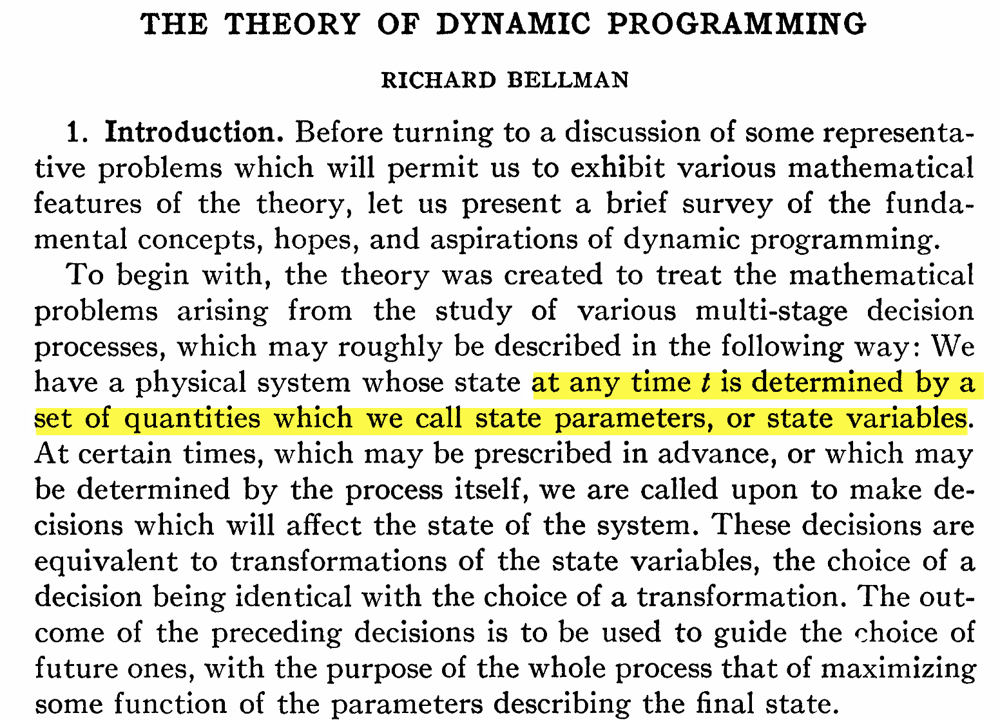 THE THEORY OF DYNAMIC PROGRAMMING
RICHARD BELLMAN
1. Introduction. Before turning to a discussion of some representa-
tive problems which will permit us to exhibit various mathematical
features of the theory, let us present a brief survey of the funda-
mental concepts, hopes, and aspirations of dynamic programming.
To begin with, the theory was created to treat the mathematical
problems arising from the study of various multi-stage decision
processes, which may roughly be described in the following way: We
have a physical system whose state at any time t is determined by a
set of quantities which we call state parameters, or state variables.
At certain times, which may be prescribed in advance, or which may
be determined by the process itself, we are called upon to make de-
cisions which will affect the state of the system. These decisions are
equivalent to transformations of the state variables, the choice of a
decision being identical with the choice of a transformation. The out-
come of the preceding decisions is to be used to guide the choice of
future ones, with the purpose of the whole process that of maximizing
some function of the parameters describing the final state.